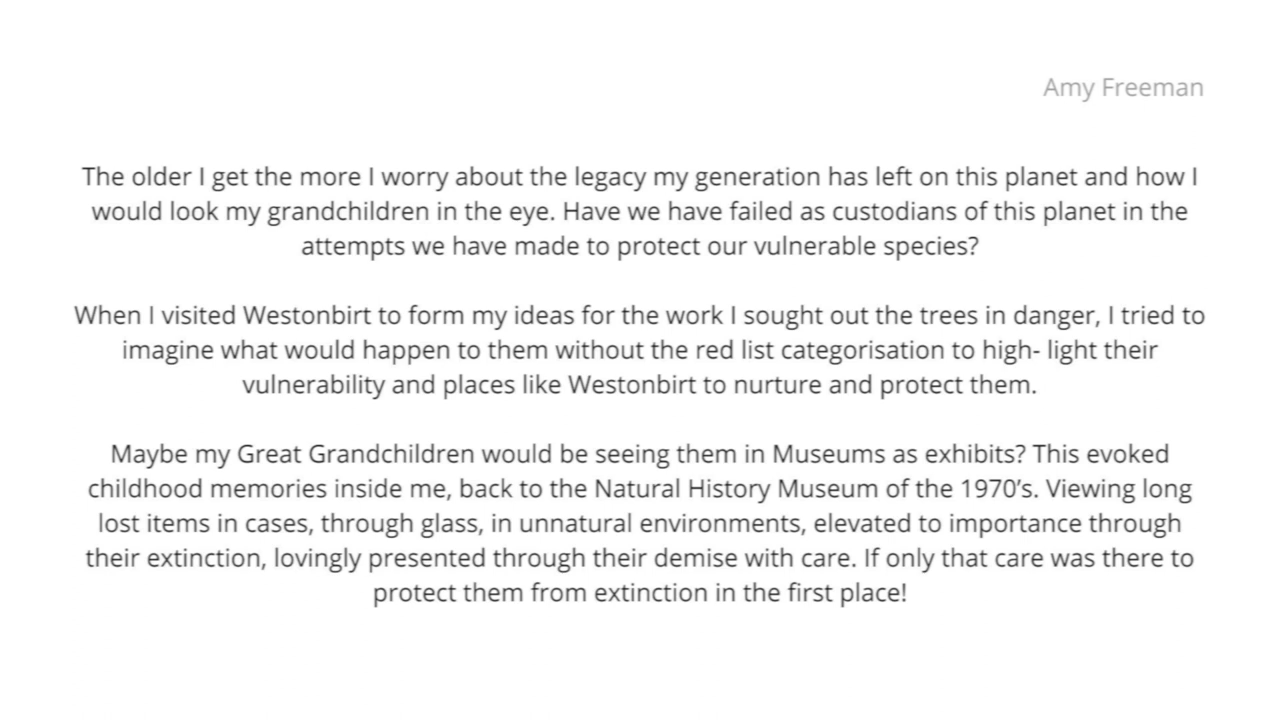 Amy Freeman
The older I get the more I worry about the legacy my generation has left on this planet and how I
would look my grandchildren in the eye. Have we have failed as custodians of this planet in the
attempts we have made to protect our vulnerable species?
When I visited Westonbirt to form my ideas for the work I sought out the trees in danger, I tried to
imagine what would happen to them without the red list categorisation to high- light their
vulnerability and places like Westonbirt to nurture and protect them.
Maybe my Great Grandchildren would be seeing them in Museums as exhibits? This evoked
childhood memories inside me, back to the Natural History Museum of the 1970's. Viewing long
lost items in cases, through glass, in unnatural environments, elevated to importance through
their extinction, lovingly presented through their demise with care. If only that care was there to
protect them from extinction in the first place!